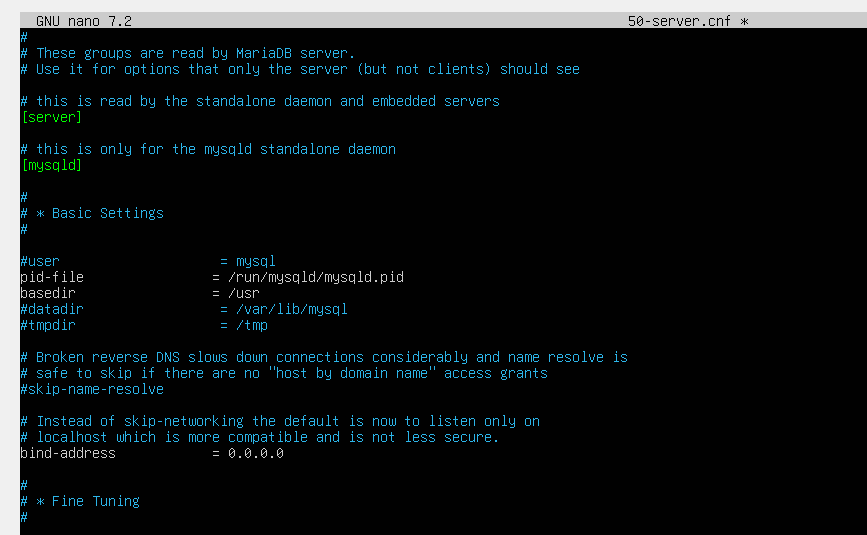 GNU nano 7.2 50-server.cnf *
#
# These groups are read by MariaDB server.
# Use it for options that only the server (but not clients) should see
# this is read by the standalone daemon and embedded servers
[server]
# this is only for the mysqld standalone daemon
[mysqld]
#
# * Basic Settings
#
#user = mysql
pid-file = /run/mysqld/mysqld.pid
basedir = /usr
#datadir = /var/lib/mysql
#tmpdir = /tmp
# Broken reverse DNS slows down connections considerably and name resolve is
# safe to skip if there are no "host by domain name" access grants
#skip-name-resolve
# Instead of skip-networking the default is now to listen only on
# localhost which is more compatible and is not less secure.
bind-address = 0.0.0.0
#
# * Fine Tuning
#